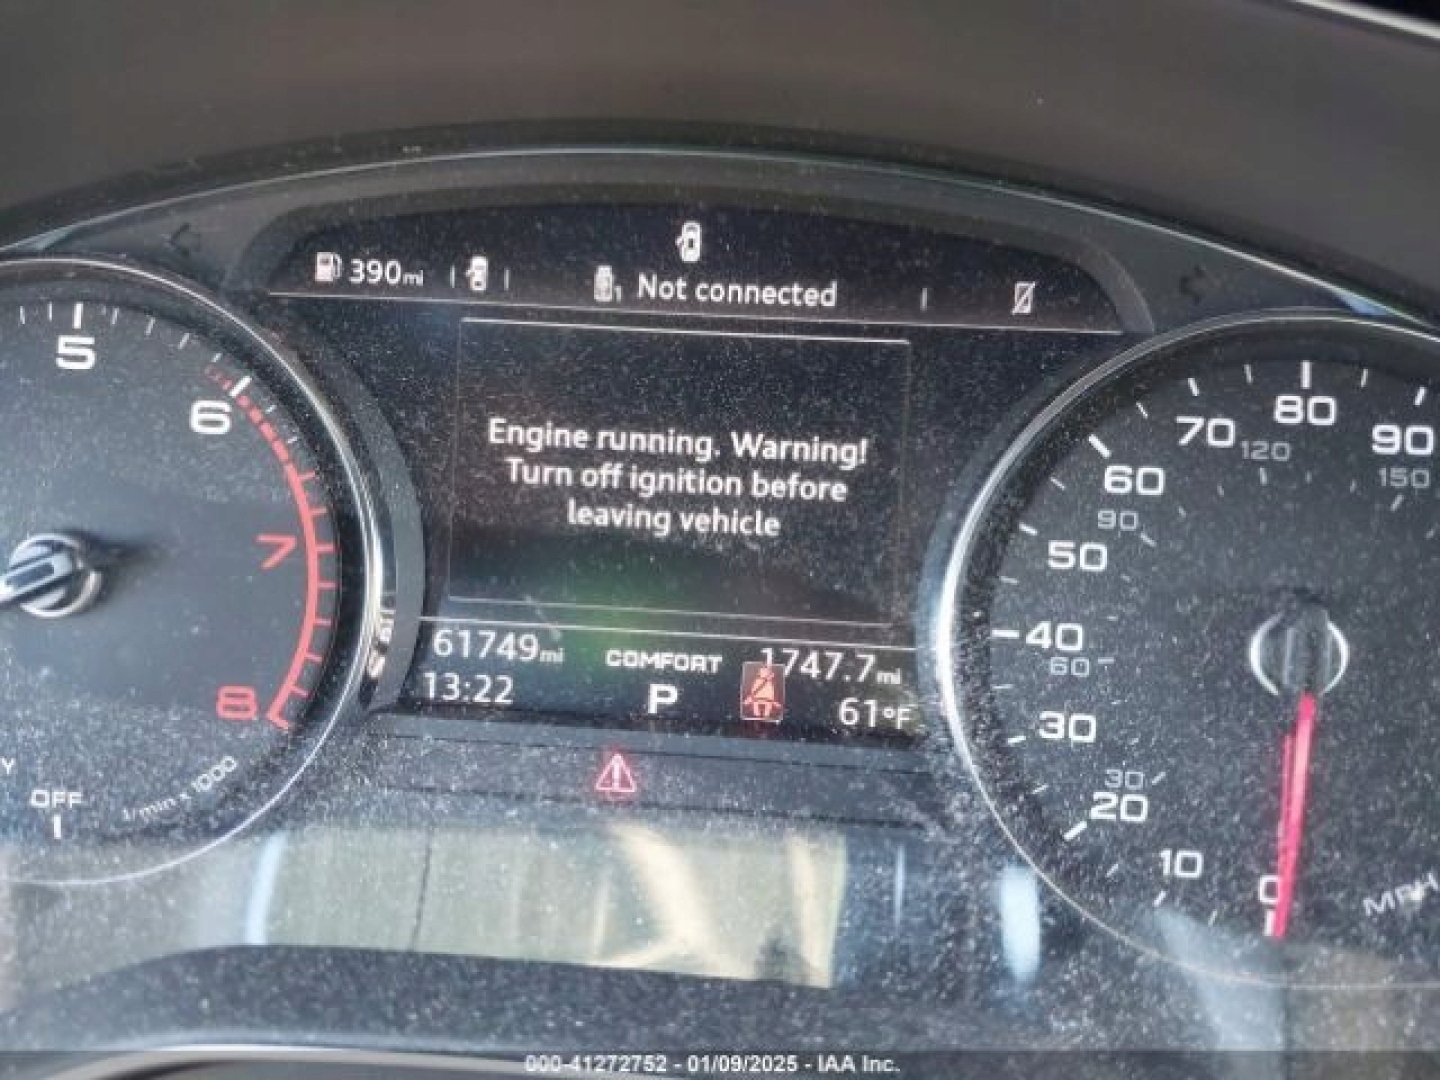 390mi
1 Not connected
5
6
7
8
1/min x 1000
OFF
Engine running. Warning!
Turn off ignition before
leaving vehicle
61749mi
COMFORT
1747.7mi
13:22
P
61°F
0
10
20
30
30
40
60
50
90
60
70
120
80
90
150
MPH
000-41272752 - 01/09/2025 - IAA Inc.